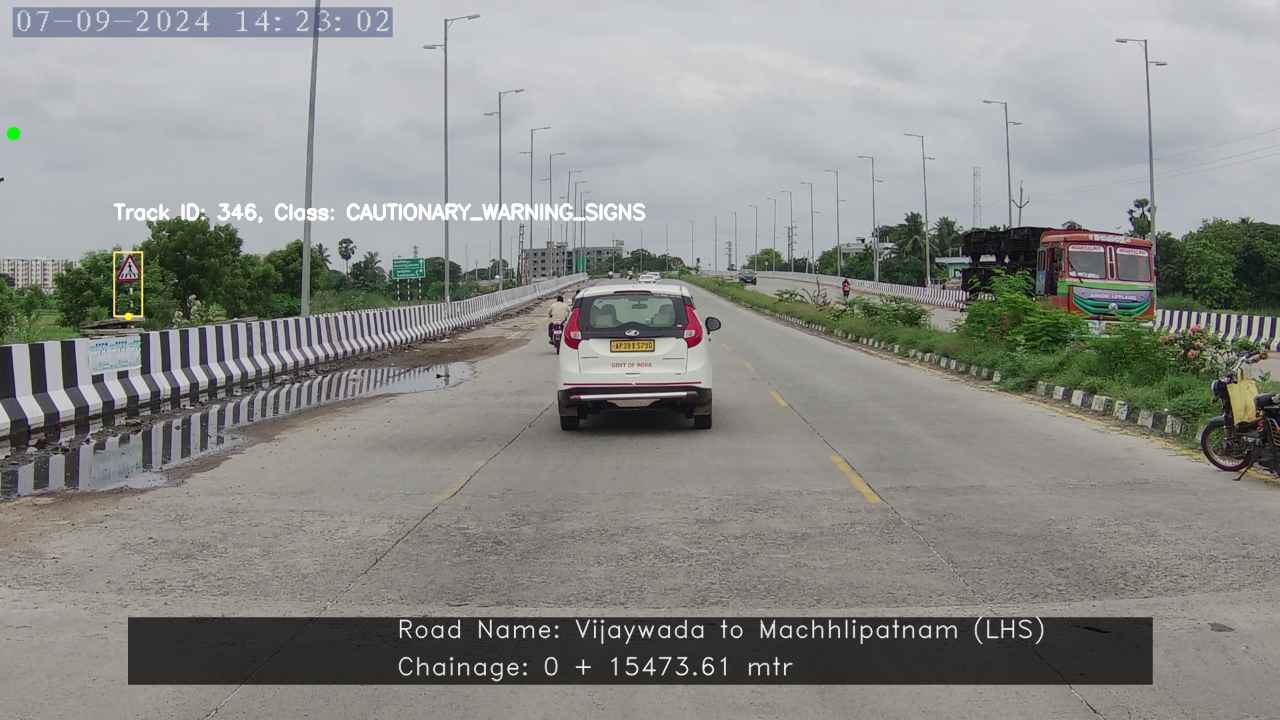 07-09-2024 14:23:02
Track ID: 346, Class: CAUTIONARY_WARNING_SIGNS
GOVT OF INDIA
Road Name: Vijaywada to Machhlipatnam (LHS)
Chainage: 0 + 15473.61 mtr